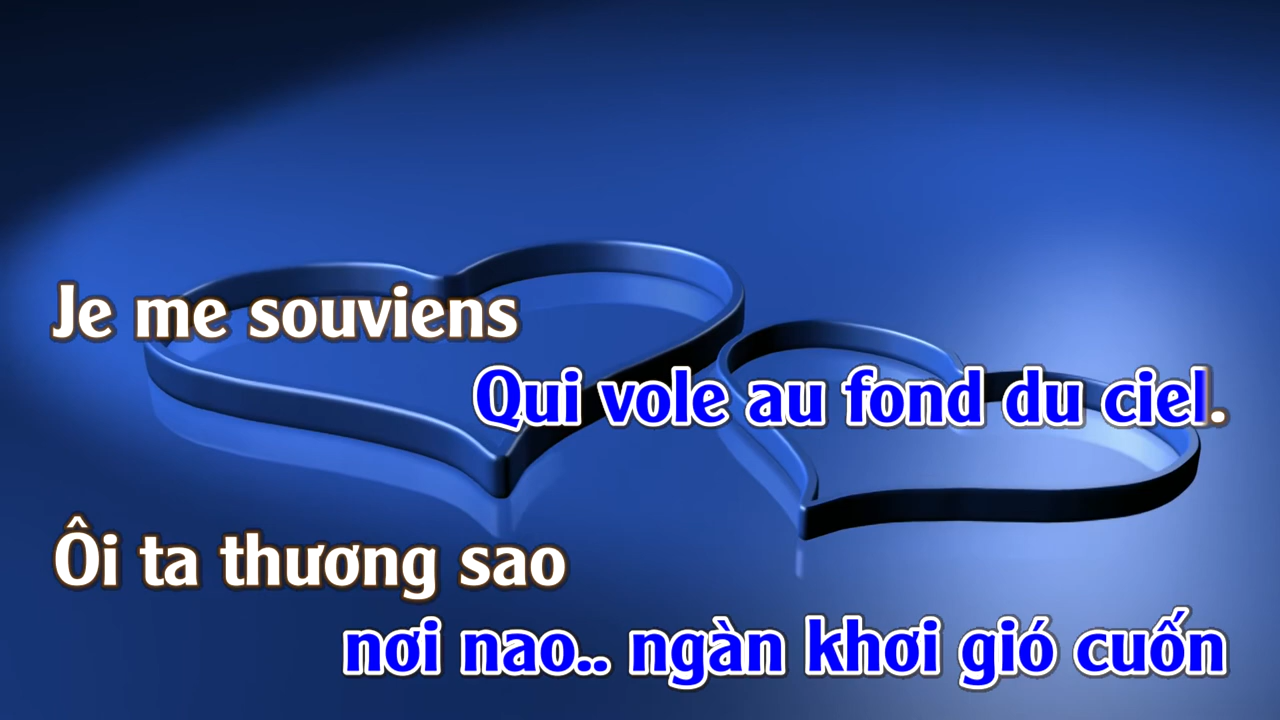 Je me souviens
Qui vole au fond du ciel.
Ôi ta thương sao
nơi nao.. ngàn khơi gió cuốn